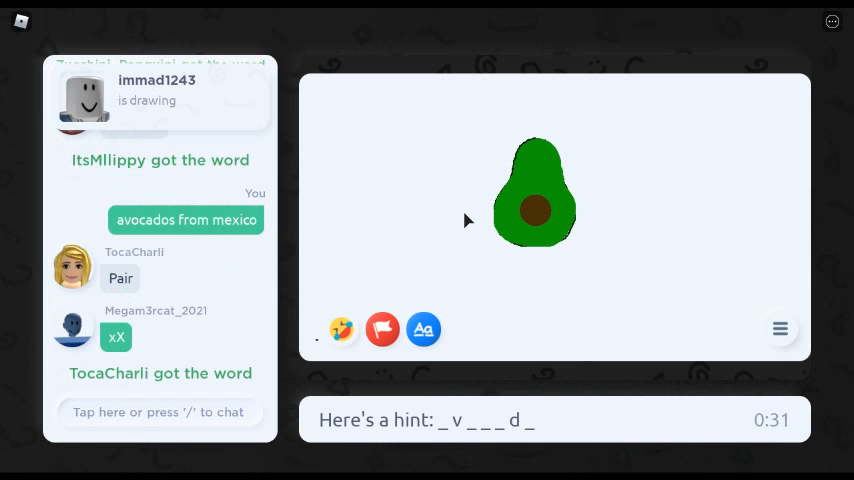 immad1243
is drawing
ItsMllippy got the word
You
avocados from mexico
TocaCharli
Pair
Megam3rcat_2021
xX
TocaCharli got the word
Tap here or press '/' to chat
Aa
Here's a hint: _ v _ _ _ d _
0:31